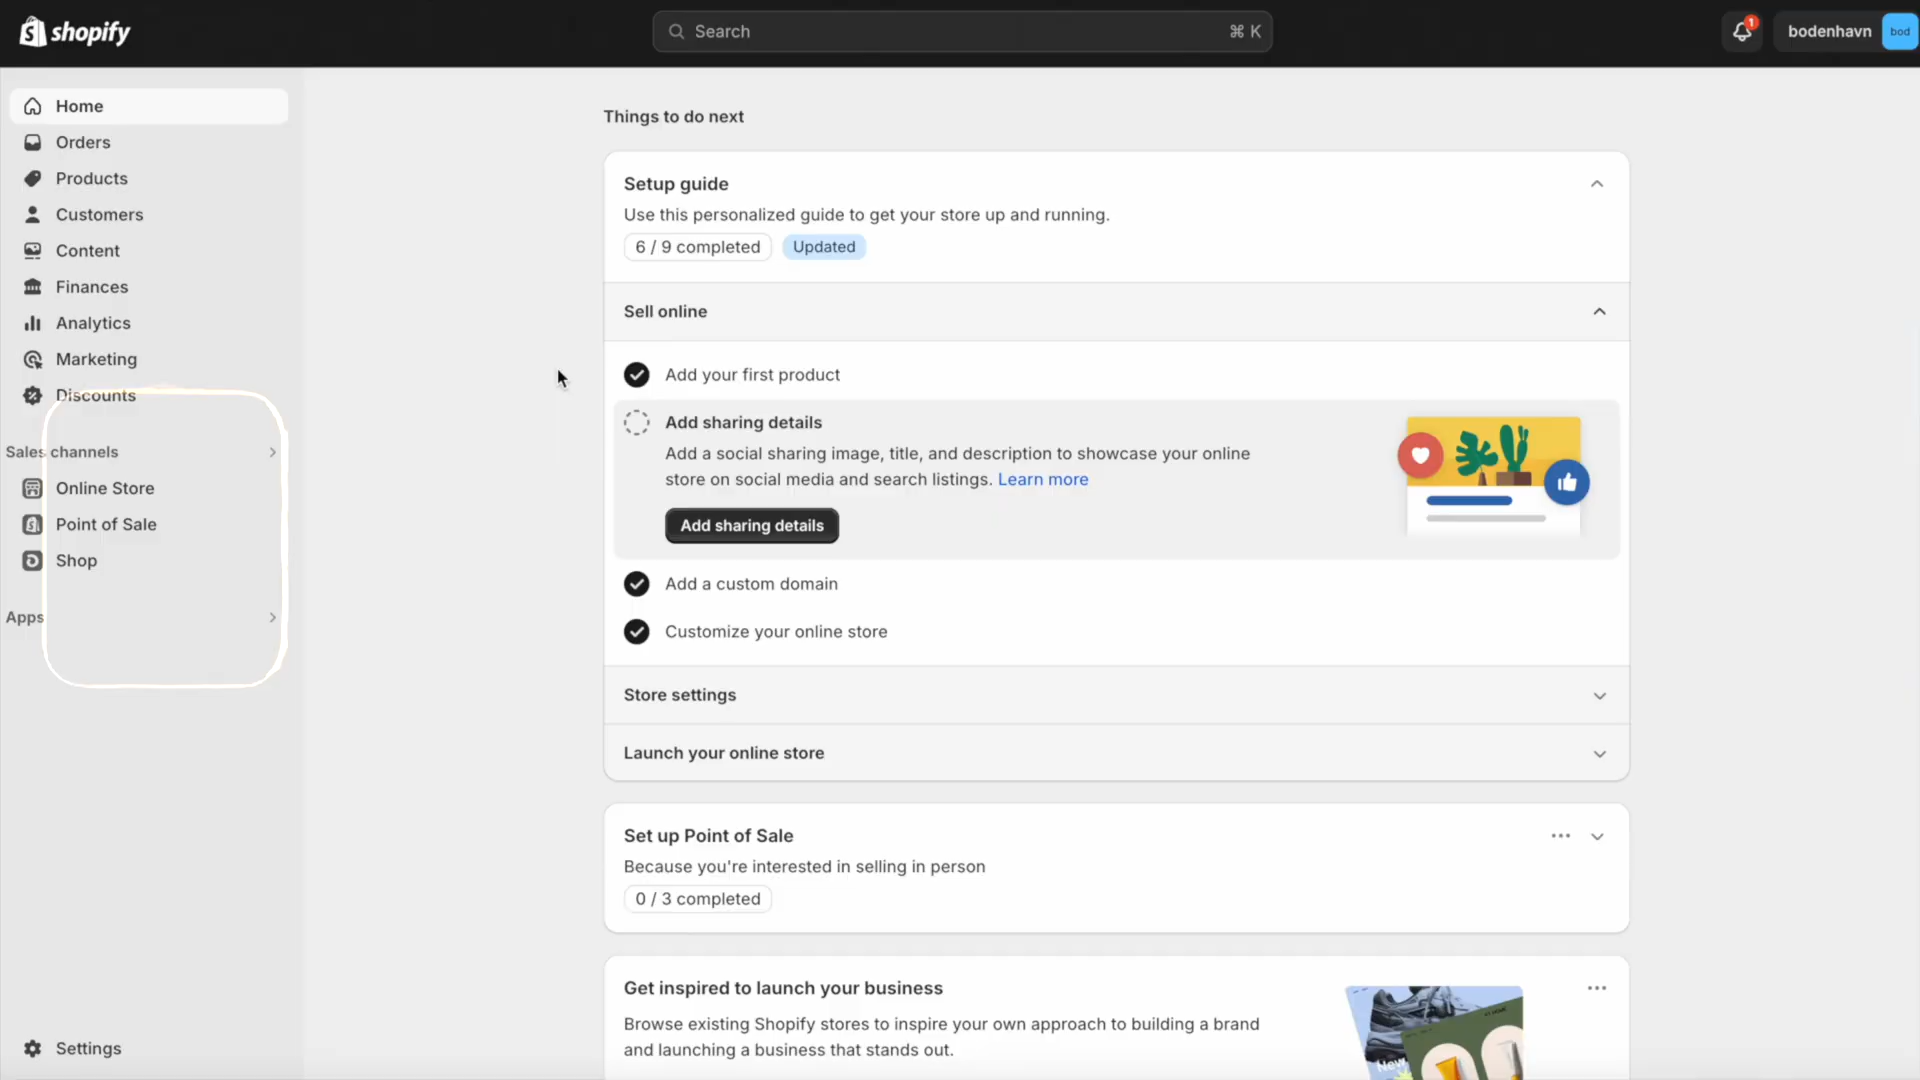 shopify
Search
⌘ K
1
bodenhavn
bod
Home
Orders
Products
Customers
Content
Finances
Analytics
Marketing
Discounts
Sales channels
Online Store
Point of Sale
Shop
Apps
Settings
Things to do next
Setup guide
Use this personalized guide to get your store up and running.
6 / 9 completed
Updated
Sell online
Add your first product
Add sharing details
Add a social sharing image, title, and description to showcase your online
store on social media and search listings. Learn more
Add sharing details
Add a custom domain
Customize your online store
Store settings
Launch your online store
Set up Point of Sale
Because you're interested in selling in person
0 / 3 completed
Get inspired to launch your business
Browse existing Shopify stores to inspire your own approach to building a brand
and launching a business that stands out.
New